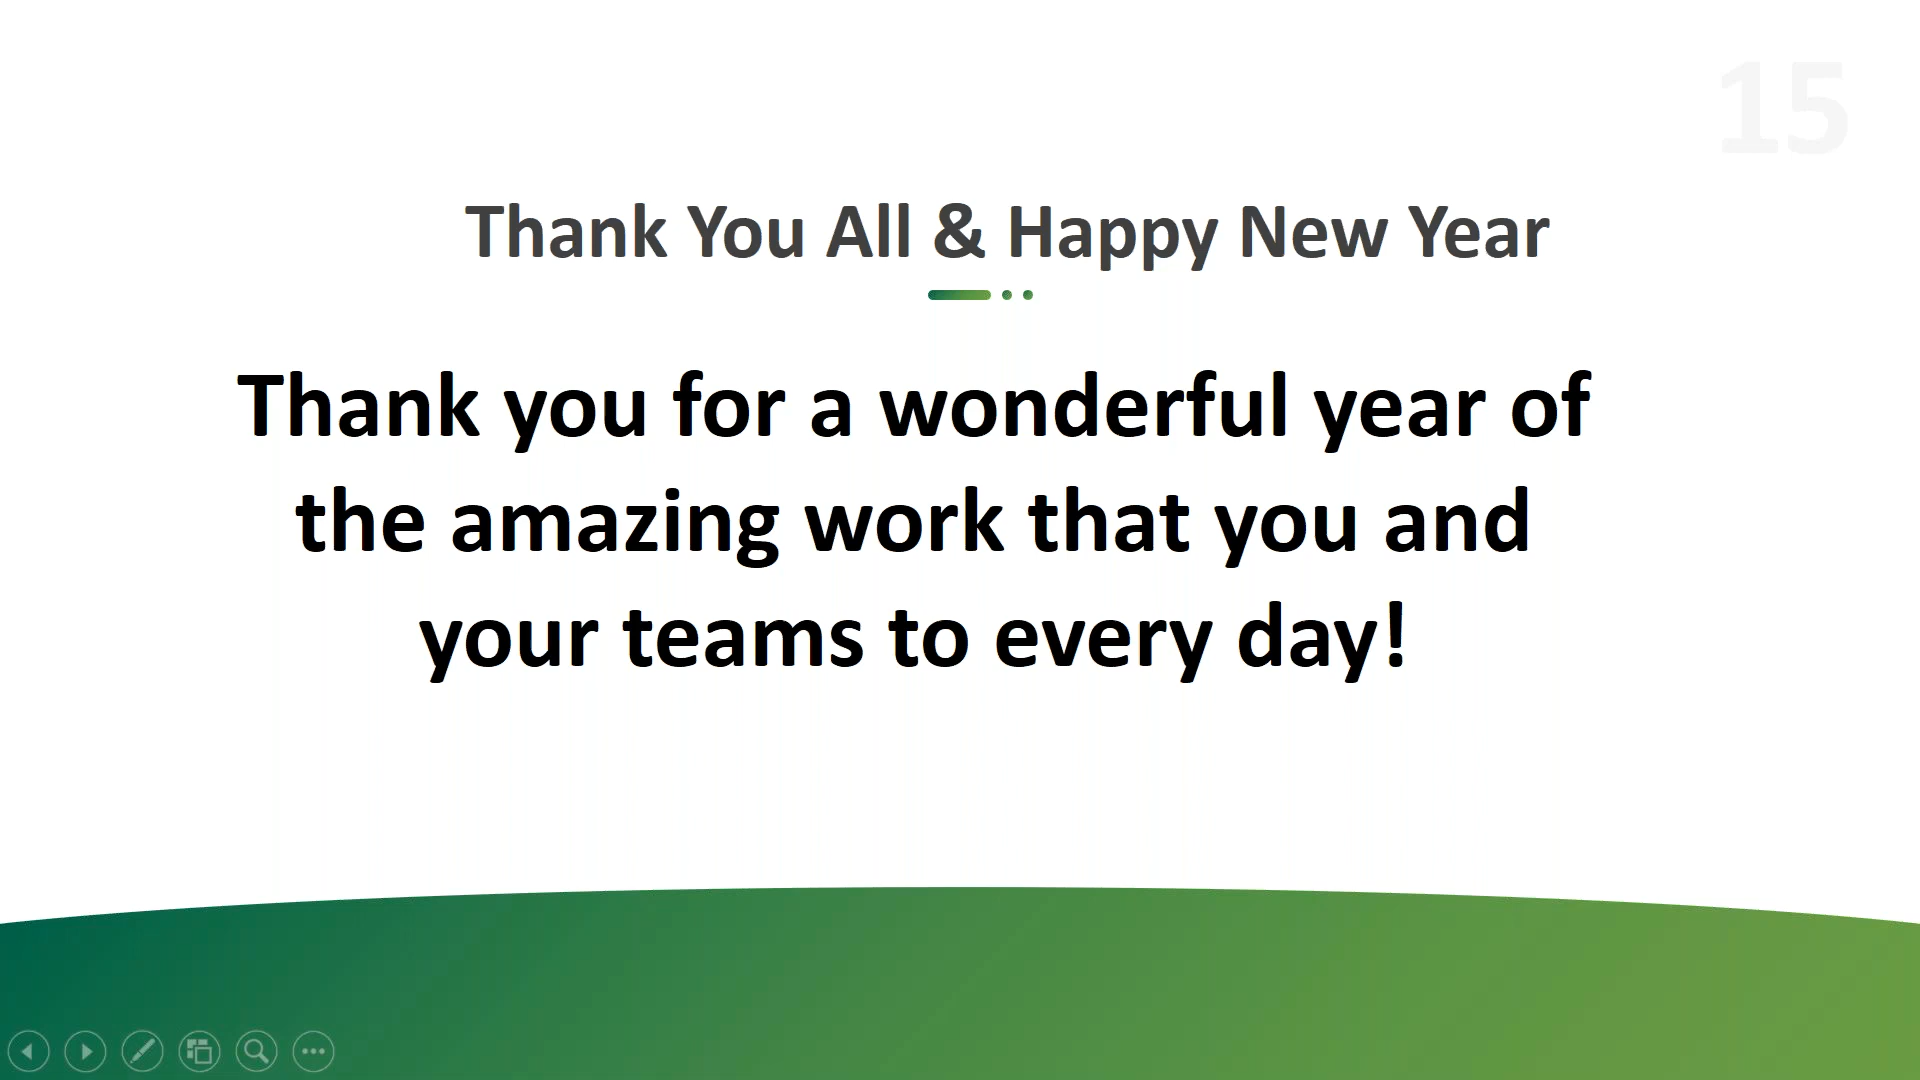 15
Thank You All & Happy New Year
Thank you for a wonderful year of
the amazing work that you and
your teams to every day!